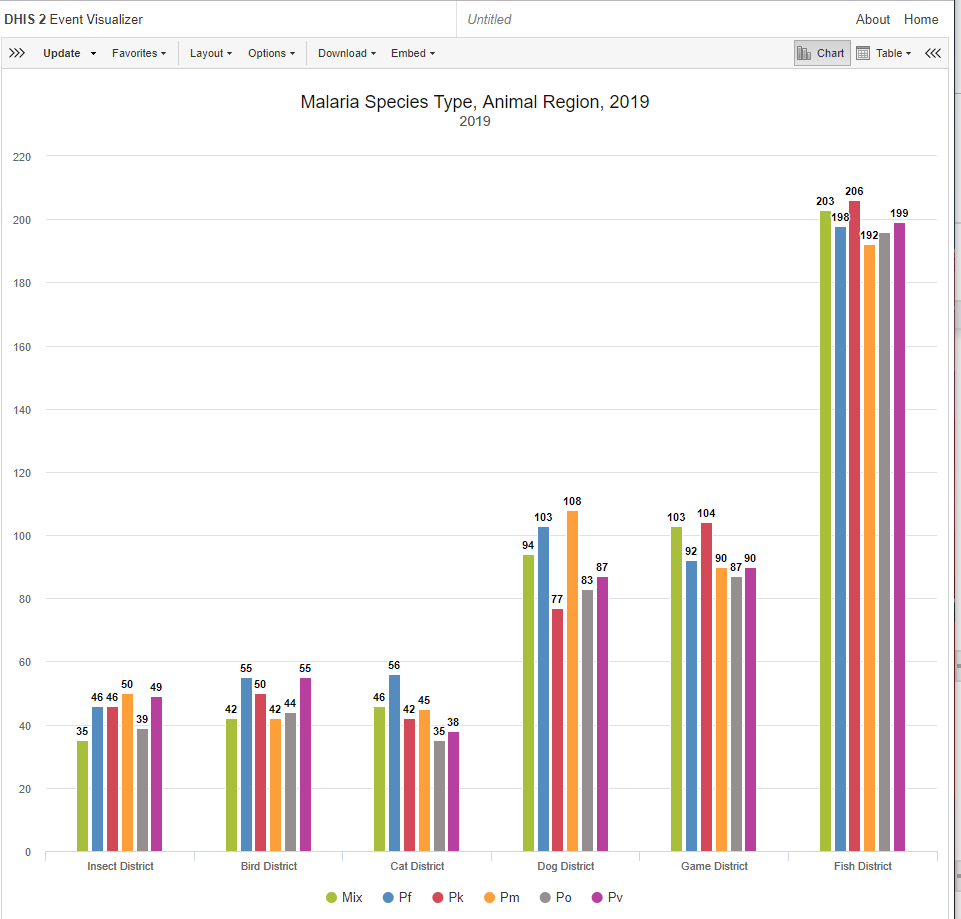 DHIS 2 Event Visualizer Untitled About Home
Update Favorites Layout Options Download Embed Chart Table
Malaria Species Type, Animal Region, 2019
2019
220
200
180
160
140
120
100
80
60
40
20
0
35 46 46 50 39 49
42 55 50 42 44 55
46 56 42 45 35 38
94 103 77 108 83 87
103 92 104 90 87 90
203 198 206 192 199
Insect District Bird District Cat District Dog District Game District Fish District
Mix Pf Pk Pm Po Pv